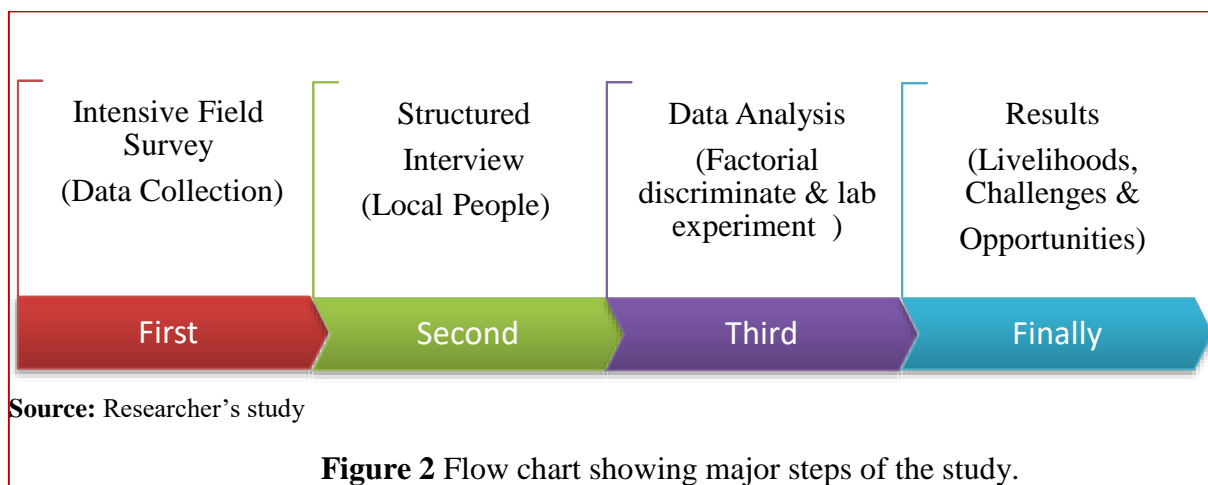 Intensive Field
Survey
(Data Collection)
Structured
Interview
(Local People)
Data Analysis
(Factorial
discriminate & lab
experiment )
Results
(Livelihoods,
Challenges &
Opportunities)
First
Second
Third
Finally
Source: Researcher’s study
Figure 2 Flow chart showing major steps of the study.